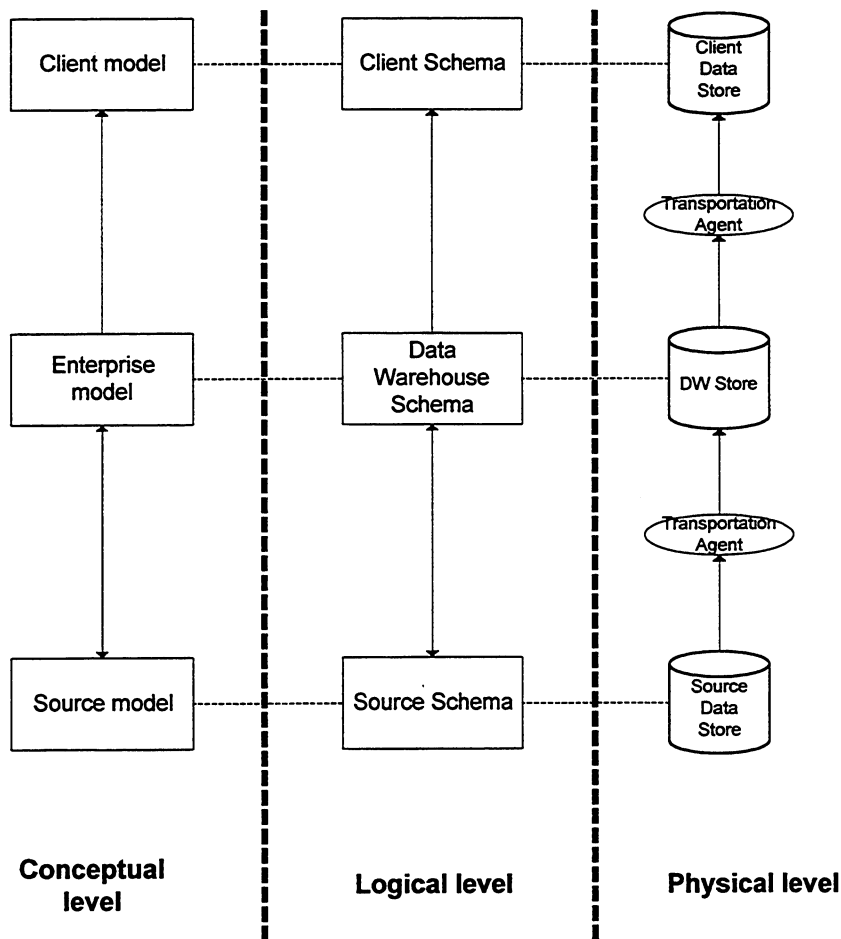 Client model
Client Schema
Client
Data
Store
Transportation
Agent
Enterprise
model
Data
Warehouse
Schema
DW Store
Transportation
Agent
Source model
Source Schema
Source
Data
Store
Conceptual
level
Logical level
Physical level